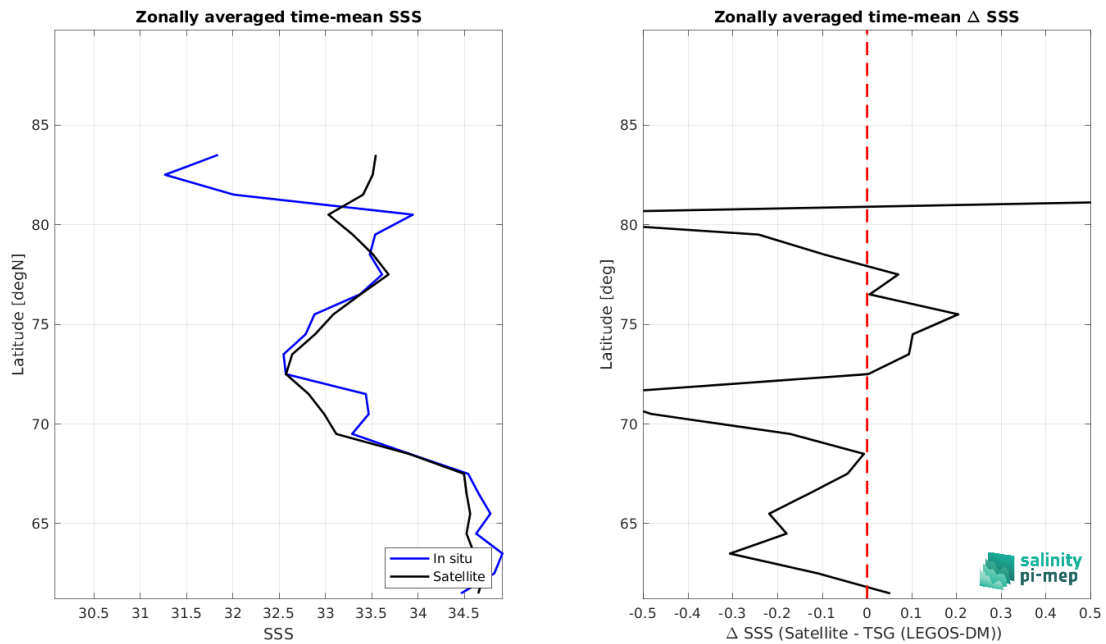 Zonally averaged time-mean SSS
85
80
75
70
65
Latitude [degN]
30.5 31 31.5 32 32.5 33 33.5 34 34.5
SSS
In situ
Satellite
Zonally averaged time-mean Δ SSS
85
80
75
70
65
Latitude [deg]
-0.5 -0.4 -0.3 -0.2 -0.1 0 0.1 0.2 0.3 0.4 0.5
Δ SSS (Satellite - TSG (LEGOS-DM))
salinity
pi-mep